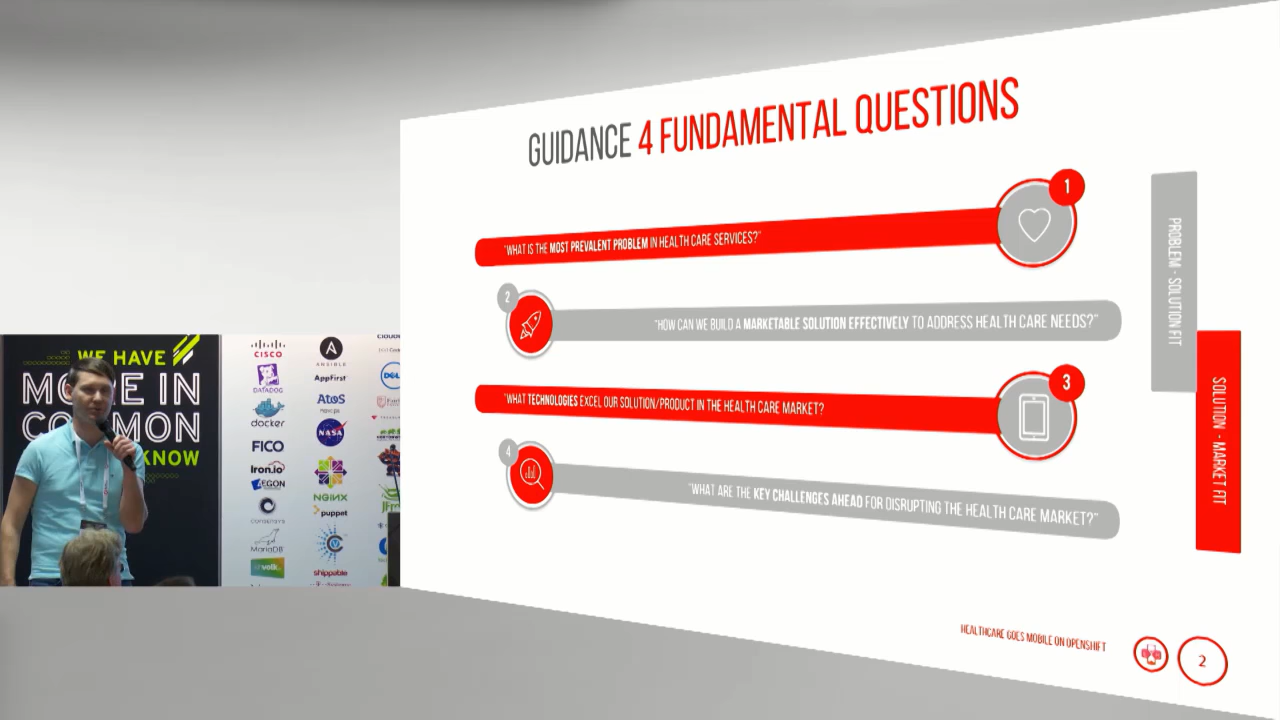 GUIDANCE 4 FUNDAMENTAL QUESTIONS
1
"WHAT IS THE MOST PREVALENT PROBLEM IN HEALTH CARE SERVICES?"
2
"HOW CAN WE BUILD A MARKETABLE SOLUTION EFFECTIVELY TO ADDRESS HEALTH CARE NEEDS?"
3
"WHAT TECHNOLOGIES EXCEL OUR SOLUTION/PRODUCT IN THE HEALTH CARE MARKET?
4
"WHAT ARE THE KEY CHALLENGES AHEAD FOR DISRUPTING THE HEALTH CARE MARKET?"
PROBLEM - SOLUTION FIT
SOLUTION - MARKET FIT
HEALTHCARE GOES MOBILE ON OPENSHIFT
2
WE HAVE
IN
KNOW
CISCO
DATADOG
docker
FICO
Iron.io
AEGON
MariaDB
ANSIBLE
AppFirst
Atos
NASA
NGINX
puppet
shippable
DELL